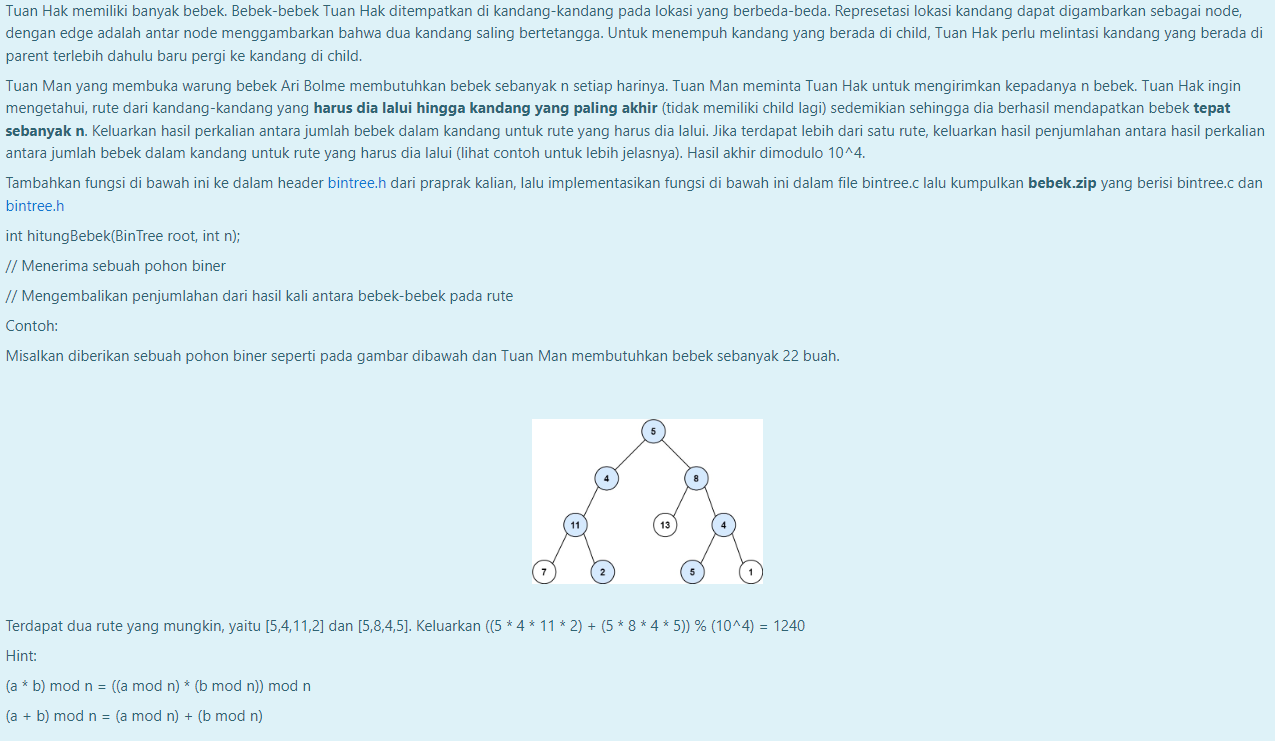 Tuan Hak memiliki banyak bebek. Bebek-bebek Tuan Hak ditempatkan di kandang-kandang pada lokasi yang berbeda-beda. Represetasi lokasi kandang dapat digambarkan sebagai node,
dengan edge adalah antar node menggambarkan bahwa dua kandang saling bertetangga. Untuk menempuh kandang yang berada di child, Tuan Hak perlu melintasi kandang yang berada di
parent terlebih dahulu baru pergi ke kandang di child.
Tuan Man yang membuka warung bebek Ari Bolme membutuhkan bebek sebanyak n setiap harinya. Tuan Man meminta Tuan Hak untuk mengirimkan kepadanya n bebek. Tuan Hak ingin
mengetahui, rute dari kandang-kandang yang harus dia lalui hingga kandang yang paling akhir (tidak memiliki child lagi) sedemikian sehingga dia berhasil mendapatkan bebek tepat
sebanyak n. Keluarkan hasil perkalian antara jumlah bebek dalam kandang untuk rute yang harus dia lalui. Jika terdapat lebih dari satu rute, keluarkan hasil penjumlahan antara hasil perkalian
antara jumlah bebek dalam kandang untuk rute yang harus dia lalui (lihat contoh untuk lebih jelasnya). Hasil akhir dimodulo 10^4.
Tambahkan fungsi di bawah ini ke dalam header bintree.h dari praprak kalian, lalu implementasikan fungsi di bawah ini dalam file bintree.c lalu kumpulkan bebek.zip yang berisi bintree.c dan
bintree.h
int hitungBebek(BinTree root, int n);
// Menerima sebuah pohon biner
// Mengembalikan penjumlahan dari hasil kali antara bebek-bebek pada rute
Contoh:
Misalkan diberikan sebuah pohon biner seperti pada gambar dibawah dan Tuan Man membutuhkan bebek sebanyak 22 buah.
5
4 8
11 13 4
7 2 5 1
Terdapat dua rute yang mungkin, yaitu [5,4,11,2] dan [5,8,4,5]. Keluarkan ((5 * 4 * 11 * 2) + (5 * 8 * 4 * 5)) % (10^4) = 1240
Hint:
(a * b) mod n = ((a mod n) * (b mod n)) mod n
(a + b) mod n = (a mod n) + (b mod n)